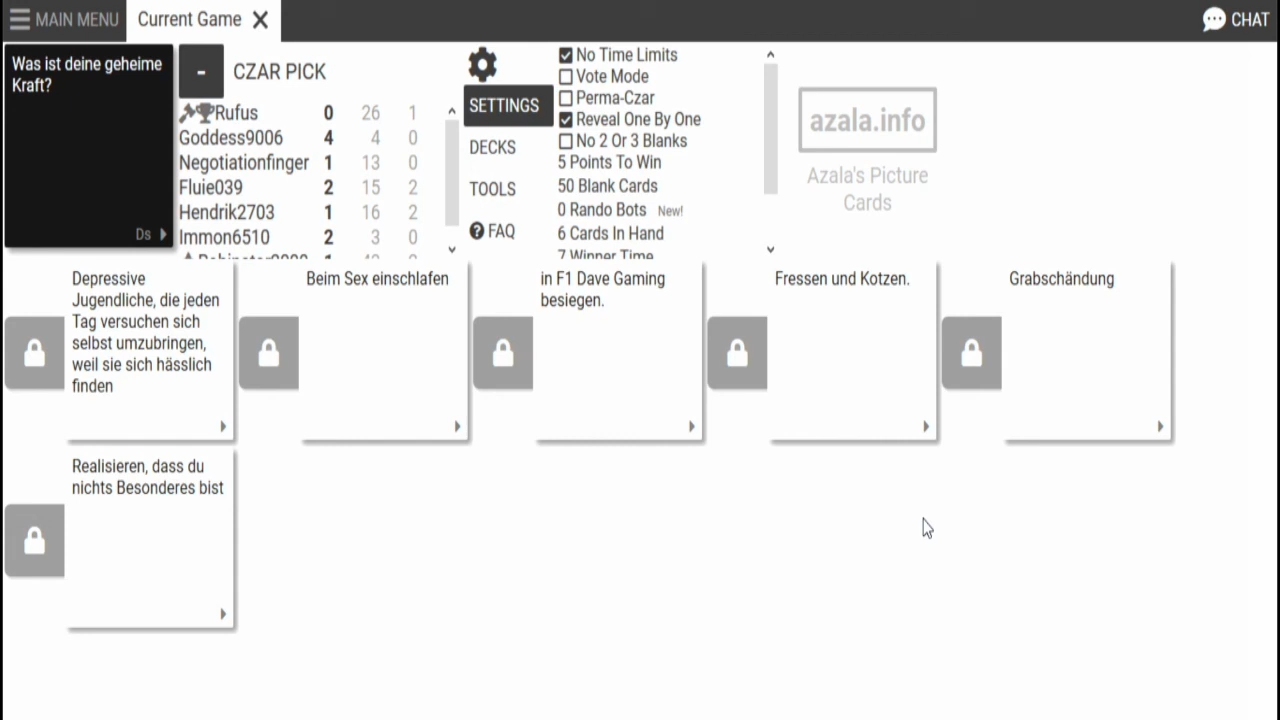 MAIN MENU
Current Game
CHAT
Was ist deine geheime
Kraft?
Ds
-
CZAR PICK
Rufus 0 26 1
Goddess9006 4 4 0
Negotiationfinger 1 13 0
Fluie039 2 15 2
Hendrik2703 1 16 2
Immon6510 2 3 0
SETTINGS
DECKS
TOOLS
FAQ
No Time Limits
Vote Mode
Perma-Czar
Reveal One By One
No 2 Or 3 Blanks
5 Points To Win
50 Blank Cards
0 Rando Bots New!
6 Cards In Hand
7 Winner Time
azala.info
Azala's Picture
Cards
Depressive
Jugendliche, die jeden
Tag versuchen sich
selbst umzubringen,
weil sie sich hässlich
finden
Beim Sex einschlafen
in F1 Dave Gaming
besiegen.
Fressen und Kotzen.
Grabschändung
Realisieren, dass du
nichts Besonderes bist